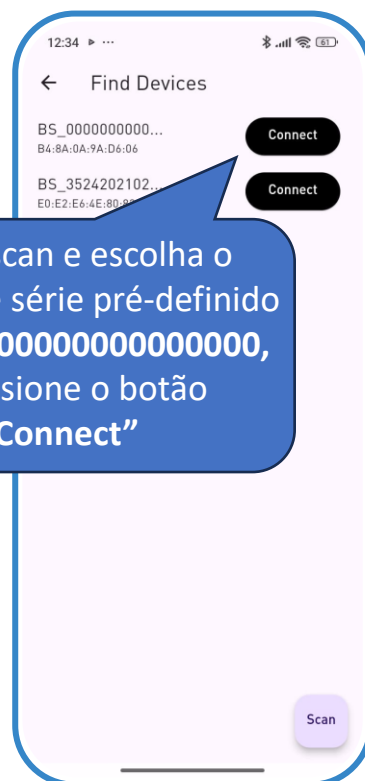 12:34
61
Find Devices
BS_0000000000...
B4:8A:0A:9A:D6:06
Connect
BS_3524202102...
E0:E2:E6:4E:80:
Connect
can e escolha o
série pré-definido
00000000000000,
sione o botão
Connect”
Scan